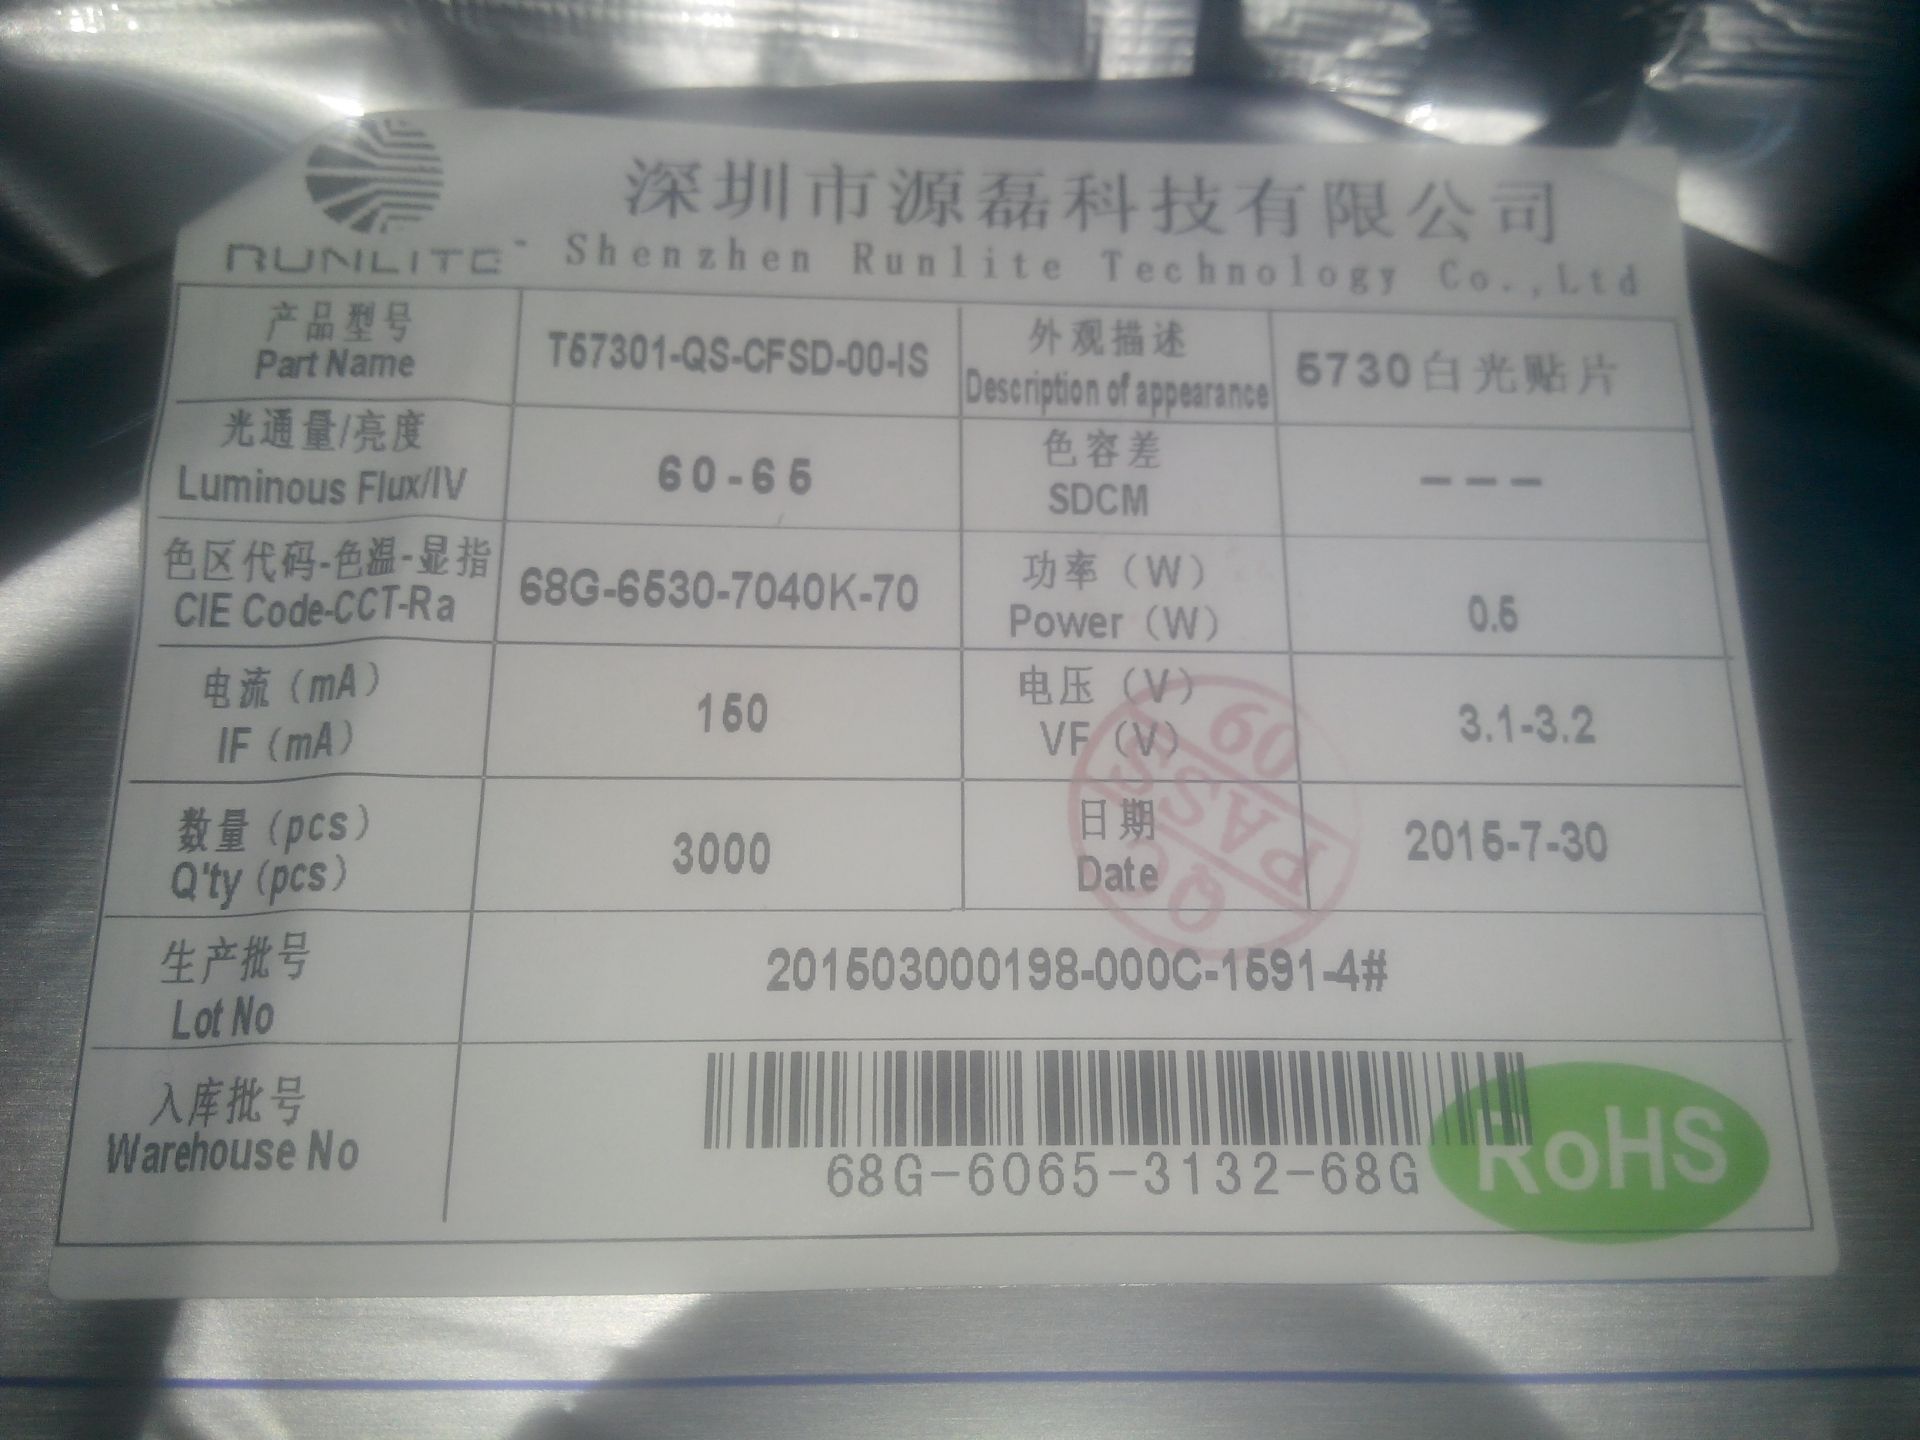 深圳市源磊科技有限公司
RUNLITE
Shenzhen Runlite Technology Co.,Ltd
产品型号
Part Name
T57301-QS-CFSD-00-IS
外观描述
Description of appearance
5730白光贴片
光通量/亮度
Luminous Flux/IV
60-65
色容差
SDCM
---
色区代码-色温-显指
CIE Code-CCT-Ra
68G-6530-7040K-70
功率（W）
Power（W）
0.5
电流（mA）
IF（mA）
150
电压（V）
VF（V）
3.1-3.2
数量（pcs）
Q'ty（pcs）
3000
日期
Date
2015-7-30
QC
PASS
09
生产批号
Lot No
201503000198-000C-1591-4#
入库批号
Warehouse No
68G-6065-3132-68G
RoHS